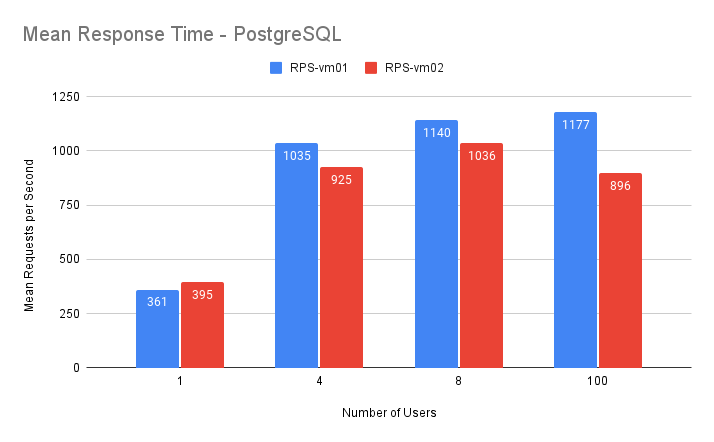 Mean Response Time - PostgreSQL
RPS-vm01 RPS-vm02
Mean Requests per Second
1250
1000
750
500
250
0
361 395
1035 925
1140 1036
1177 896
1 4 8 100
Number of Users